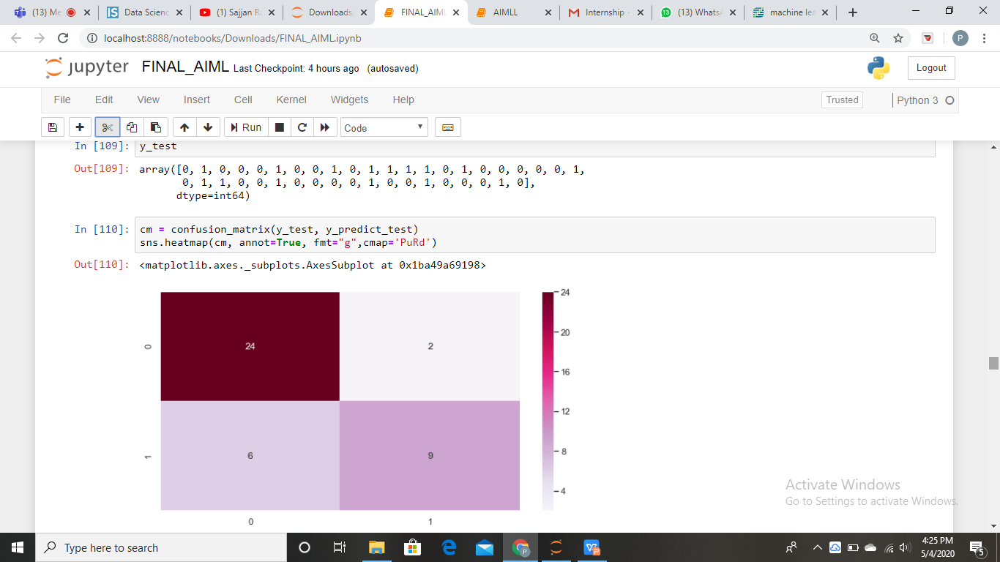 (13) Me
Data Scienc
(1) Sajjan Ra
Downloads/
FINAL_AIML
AIMLL
M Internship -
13 (13) WhatsA
machine lea
localhost:8888/notebooks/Downloads/FINAL_AIML.ipynb
P
jupyter FINAL_AIML Last Checkpoint: 4 hours ago (autosaved)
Logout
File Edit View Insert Cell Kernel Widgets Help
Trusted
Python 3
Run
Code
In [109]: y_test
Out[109]: array([0, 1, 0, 0, 0, 1, 0, 0, 1, 0, 1, 1, 1, 1, 0, 1, 0, 0, 0, 0, 0, 1,
0, 1, 1, 0, 0, 1, 0, 0, 0, 0, 1, 0, 0, 1, 0, 0, 0, 1, 0],
dtype=int64)
In [110]: cm = confusion_matrix(y_test, y_predict_test)
sns.heatmap(cm, annot=True, fmt="g",cmap='PuRd')
Out[110]: <matplotlib.axes._subplots.AxesSubplot at 0x1ba49a69198>
24
20
16
12
8
4
0
24
2
1
6
9
0
1
Activate Windows
Go to Settings to activate Windows.
Type here to search
4:25 PM
5/4/2020
5